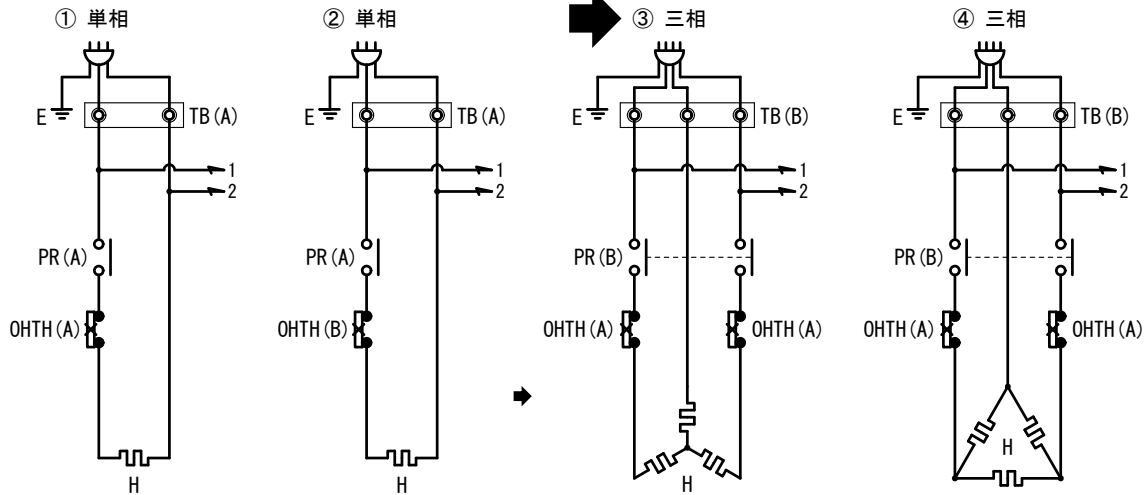 ① 単相
② 単相
③ 三相
④ 三相
E
TB(A)
E
TB(A)
E
TB(B)
E
TB(B)
1
1
1
1
2
2
2
2
PR(A)
PR(A)
PR(B)
PR(B)
OHTH(A)
OHTH(B)
OHTH(A)
OHTH(A)
OHTH(A)
OHTH(A)
H
H
H
H